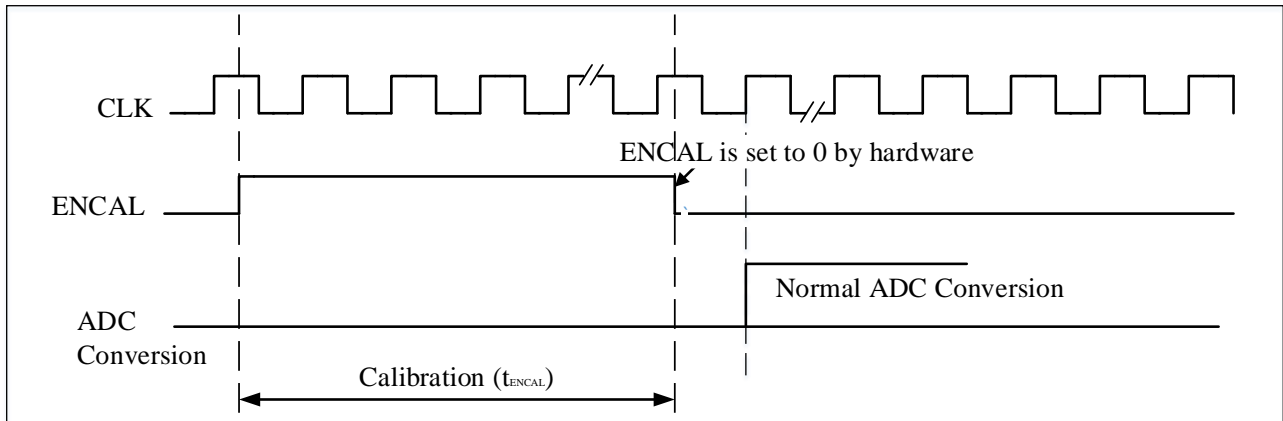 CLK
ENCAL is set to 0 by hardware
ENCAL
Normal ADC Conversion
ADC
Conversion
Calibration (tENCAL)